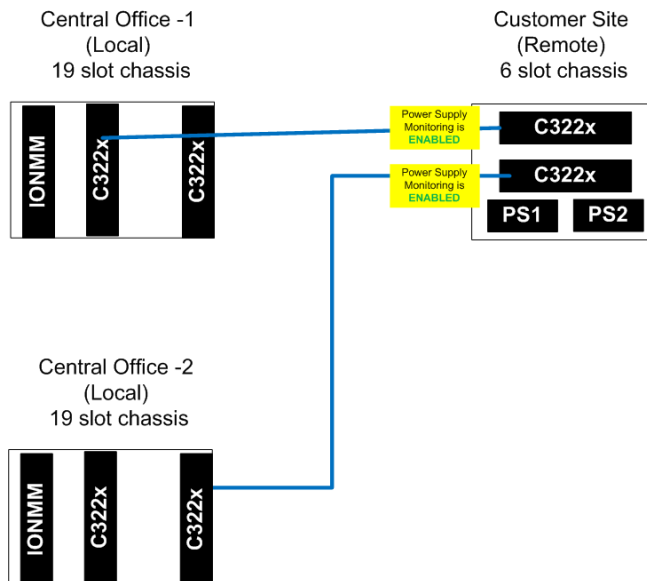 Central Office -1
(Local)
19 slot chassis
Customer Site
(Remote)
6 slot chassis
IONMM
C322x
C322x
Power Supply
Monitoring is
ENABLED
C322x
Power Supply
Monitoring is
ENABLED
C322x
PS1 PS2
Central Office -2
(Local)
19 slot chassis
IONMM
C322x
C322x